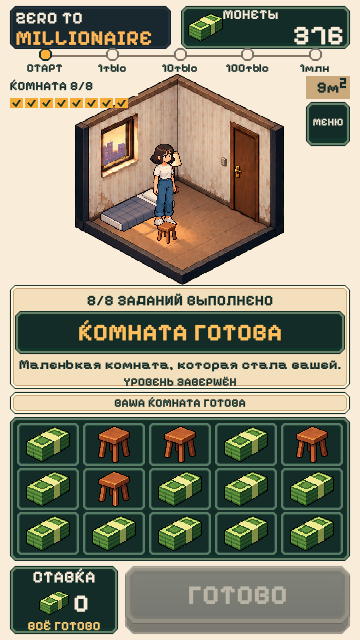 ZERO TO
MILLIONAIRE
МОНЕТЫ
376
СТАРТ
1тыс
10тыс
100тыс
1млн
КОМНАТА 8/8
9м²
МЕНЮ
8/8 ЗАДАНИЙ ВЫПОЛНЕНО
КОМНАТА ГОТОВА
Маленькая комната, которая стала вашей.
УРОВЕНЬ ЗАВЕРШЁН
ВАША КОМНАТА ГОТОВА
СТАВКА
0
ВСЁ ГОТОВО
ГОТОВО